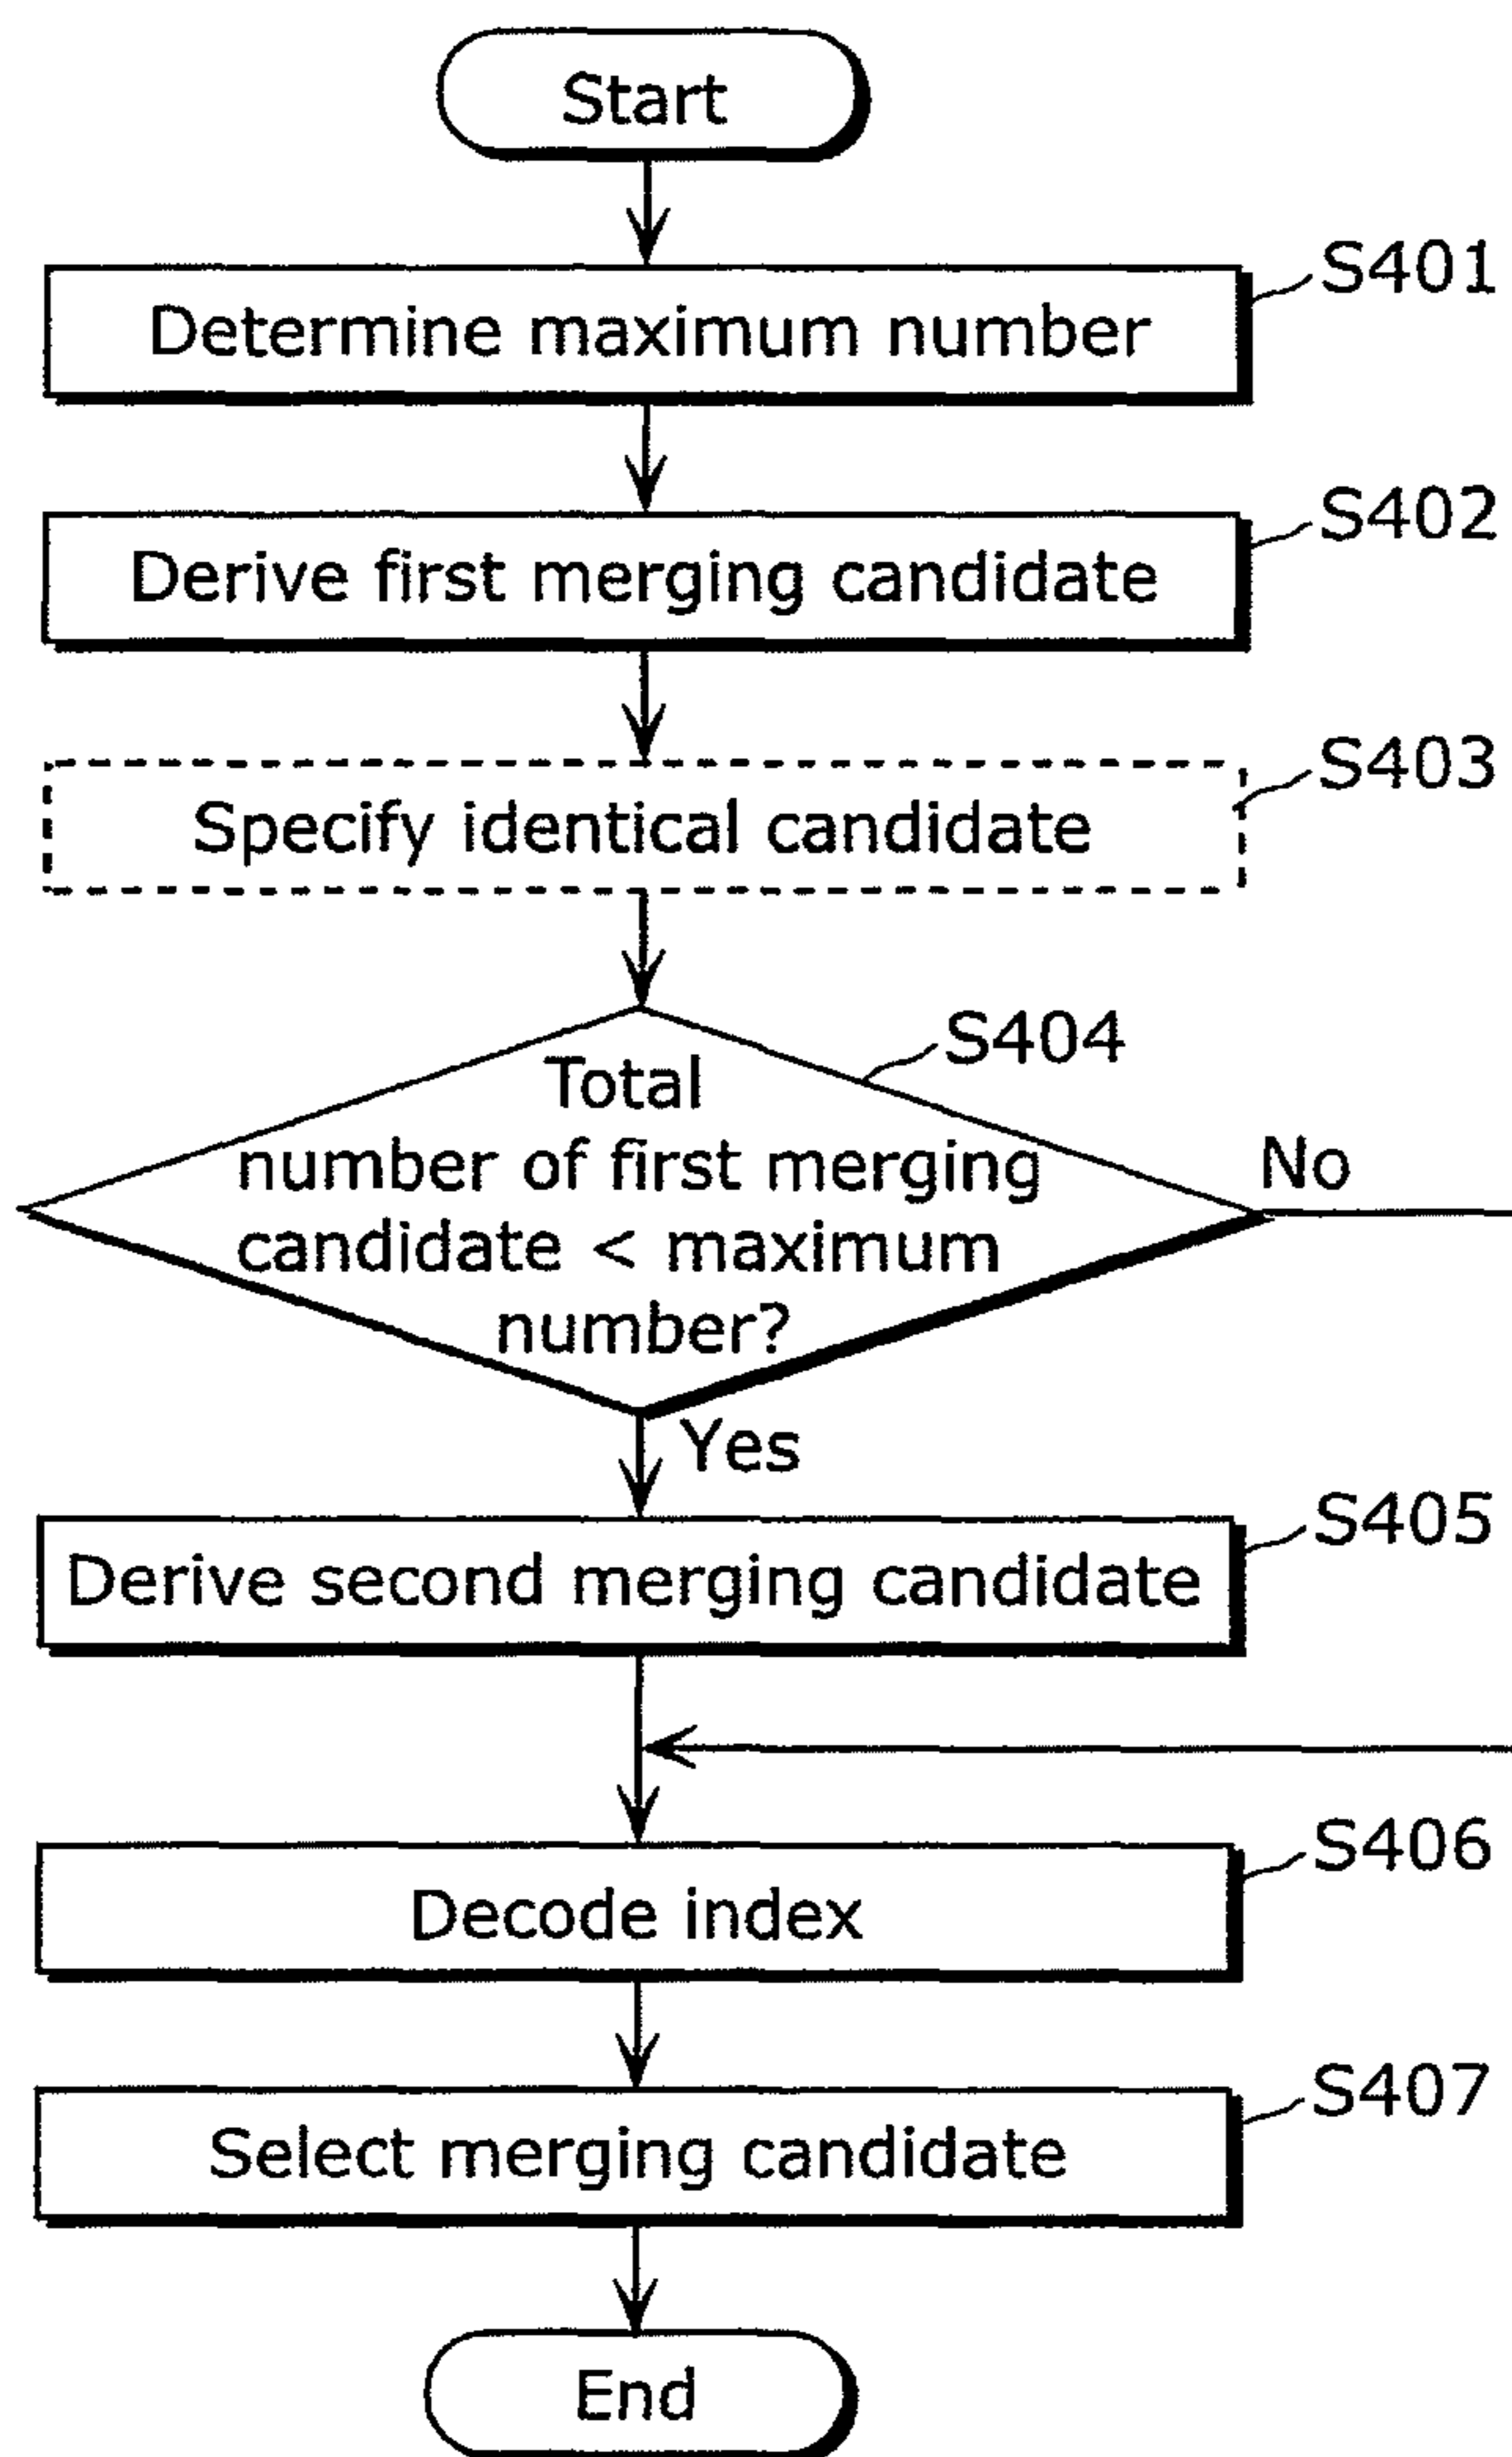 Start
S401
Determine maximum number
S402
Derive first merging candidate
S403
Specify identical candidate
S404
Total
number of first merging
candidate < maximum
number?
No
Yes
S405
Derive second merging candidate
S406
Decode index
S407
Select merging candidate
End